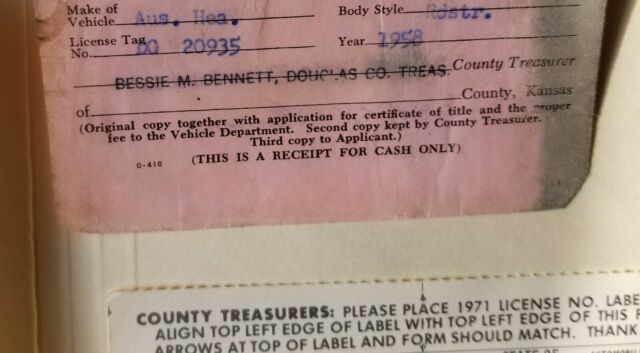 Make of
Vehicle Aus. Hea. Body Style Rdstr.
License Tag
No. DG 20935 Year 1958
BESSIE M. BENNETT, DOUGLAS CO. TREAS. County Treasurer
of County, Kansas
(Original copy together with application for certificate of title and the proper
fee to the Vehicle Department. Second copy kept by County Treasurer.
Third copy to Applicant.)
O-410 (THIS IS A RECEIPT FOR CASH ONLY)
COUNTY TREASURERS: PLEASE PLACE 1971 LICENSE NO. LABE
ALIGN TOP LEFT EDGE OF LABEL WITH TOP LEFT EDGE OF THIS F
ARROWS AT TOP OF LABEL AND FORM SHOULD MATCH. THANK
STATE OF